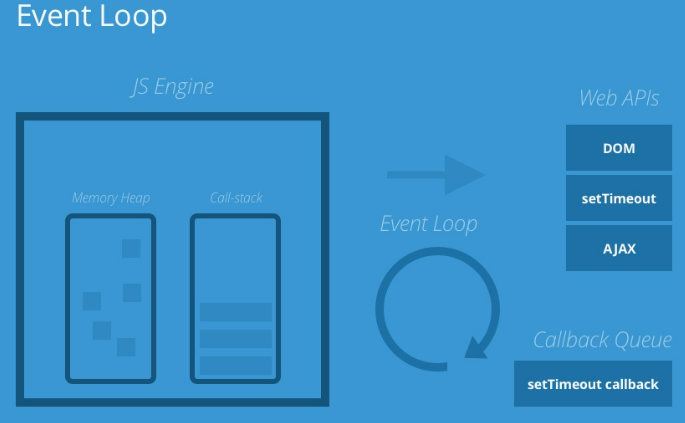 Event Loop
JS Engine
Memory Heap
Call-stack
Event Loop
Web APIs
DOM
setTimeout
AJAX
Callback Queue
setTimeout callback